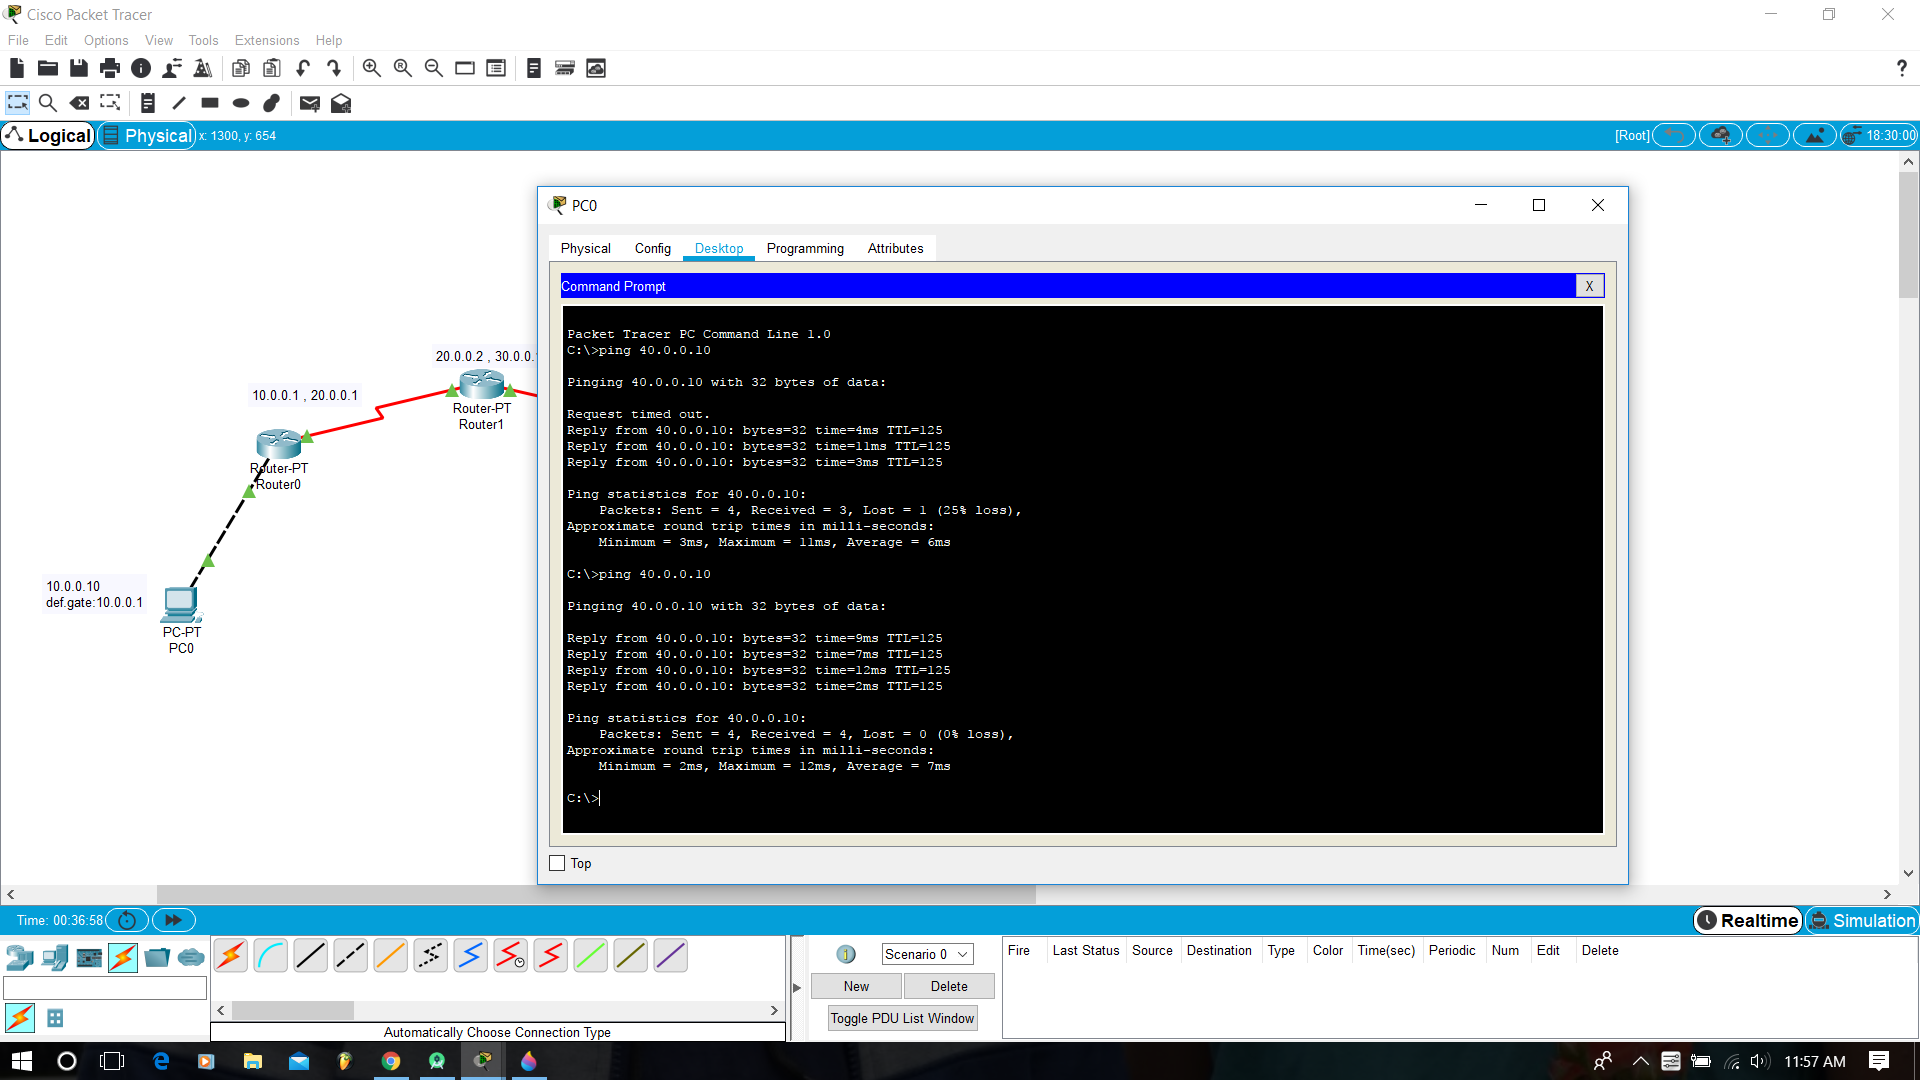 Cisco Packet Tracer
File Edit Options View Tools Extensions Help
Logical Physical x: 1300, y: 654 [Root] 18:30:00
PC0
Physical Config Desktop Programming Attributes
Command Prompt X
Packet Tracer PC Command Line 1.0
C:\>ping 40.0.0.10
Pinging 40.0.0.10 with 32 bytes of data:
Request timed out.
Reply from 40.0.0.10: bytes=32 time=4ms TTL=125
Reply from 40.0.0.10: bytes=32 time=11ms TTL=125
Reply from 40.0.0.10: bytes=32 time=3ms TTL=125
Ping statistics for 40.0.0.10:
Packets: Sent = 4, Received = 3, Lost = 1 (25% loss),
Approximate round trip times in milli-seconds:
Minimum = 3ms, Maximum = 11ms, Average = 6ms
C:\>ping 40.0.0.10
Pinging 40.0.0.10 with 32 bytes of data:
Reply from 40.0.0.10: bytes=32 time=9ms TTL=125
Reply from 40.0.0.10: bytes=32 time=7ms TTL=125
Reply from 40.0.0.10: bytes=32 time=12ms TTL=125
Reply from 40.0.0.10: bytes=32 time=2ms TTL=125
Ping statistics for 40.0.0.10:
Packets: Sent = 4, Received = 4, Lost = 0 (0% loss),
Approximate round trip times in milli-seconds:
Minimum = 2ms, Maximum = 12ms, Average = 7ms
C:\>
Top
20.0.0.2 , 30.0.0.
Router-PT
Router1
10.0.0.1 , 20.0.0.1
Router-PT
Router0
10.0.0.10
def.gate:10.0.0.1
PC-PT
PC0
Time: 00:36:58 Realtime Simulation
Scenario 0
New Delete
Toggle PDU List Window
Fire Last Status Source Destination Type Color Time(sec) Periodic Num Edit Delete
Automatically Choose Connection Type
11:57 AM